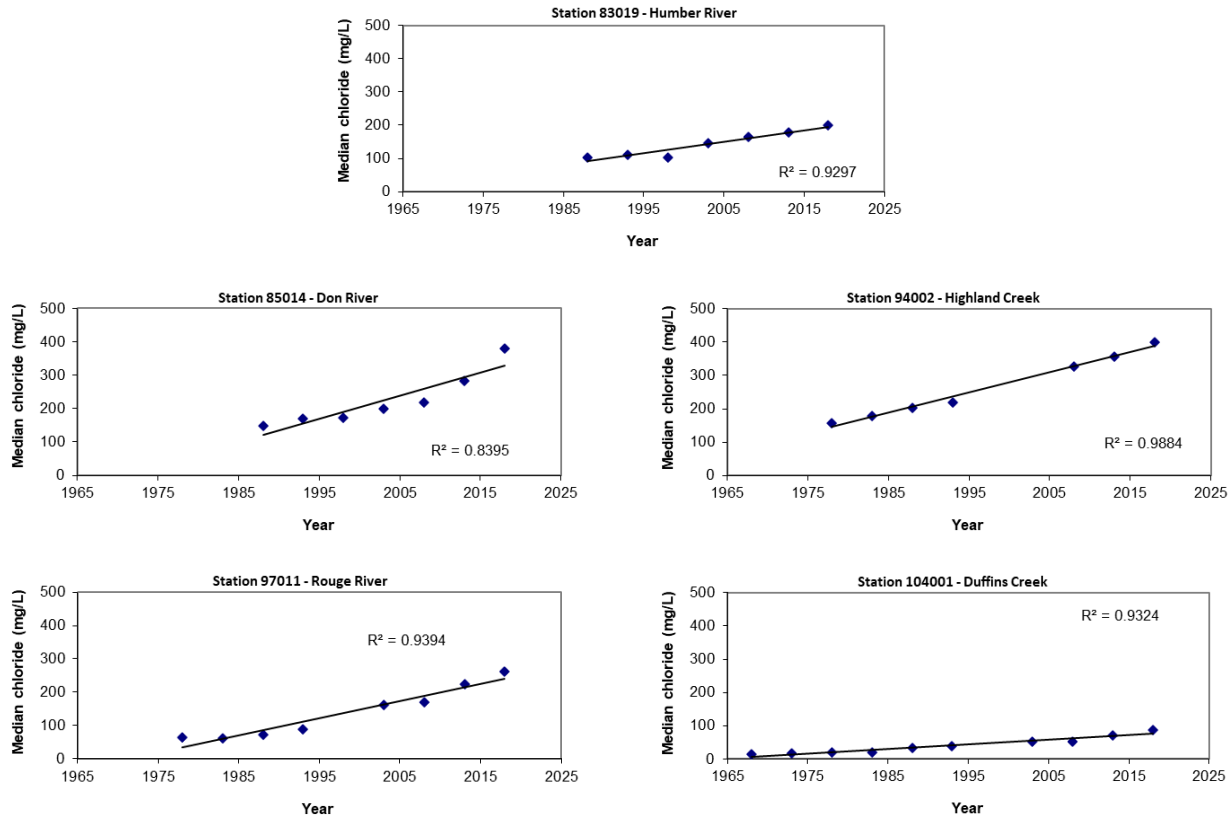 Station 83019 - Humber River
Median chloride (mg/L)
500
400
300
200
100
0
R² = 0.9297
1965 1975 1985 1995 2005 2015 2025
Year
Station 85014 - Don River
Median chloride (mg/L)
500
400
300
200
100
0
R² = 0.8395
1965 1975 1985 1995 2005 2015 2025
Year
Station 94002 - Highland Creek
Median chloride (mg/L)
500
400
300
200
100
0
R² = 0.9884
1965 1975 1985 1995 2005 2015 2025
Year
Station 97011 - Rouge River
Median chloride (mg/L)
500
400
300
200
100
0
R² = 0.9394
1965 1975 1985 1995 2005 2015 2025
Year
Station 104001 - Duffins Creek
Median chloride (mg/L)
500
400
300
200
100
0
R² = 0.9324
1965 1975 1985 1995 2005 2015 2025
Year